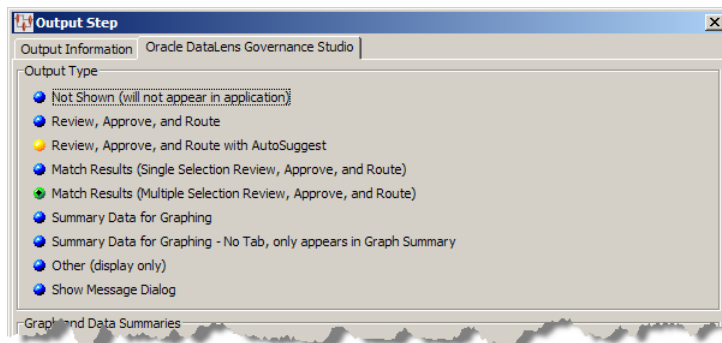 Output Step
Output Information
Oracle DataLens Governance Studio
Output Type
Not Shown (will not appear in application)
Review, Approve, and Route
Review, Approve, and Route with AutoSuggest
Match Results (Single Selection Review, Approve, and Route)
Match Results (Multiple Selection Review, Approve, and Route)
Summary Data for Graphing
Summary Data for Graphing - No Tab, only appears in Graph Summary
Other (display only)
Show Message Dialog
Graph and Data Summaries